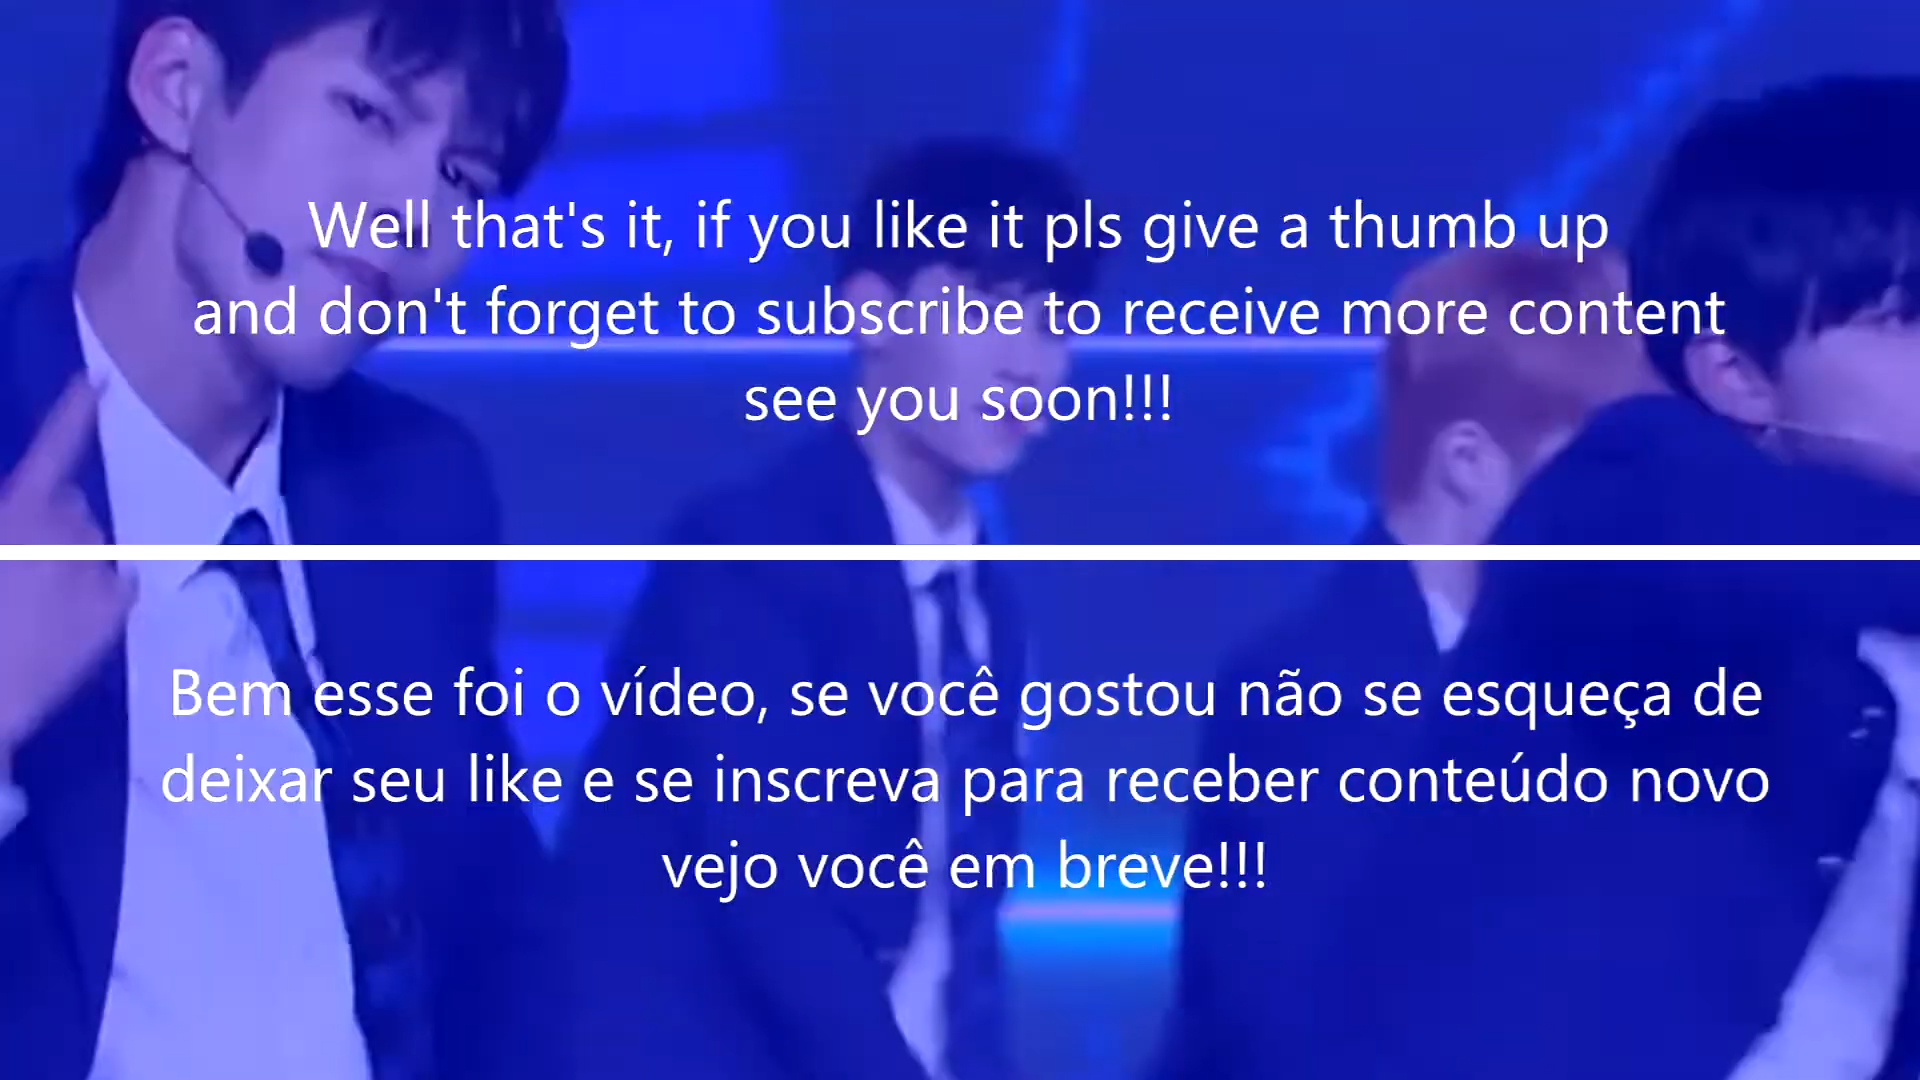 Well that's it, if you like it pls give a thumb up
and don't forget to subscribe to receive more content
see you soon!!!
Bem esse foi o vídeo, se você gostou não se esqueça de
deixar seu like e se inscreva para receber conteúdo novo
vejo você em breve!!!